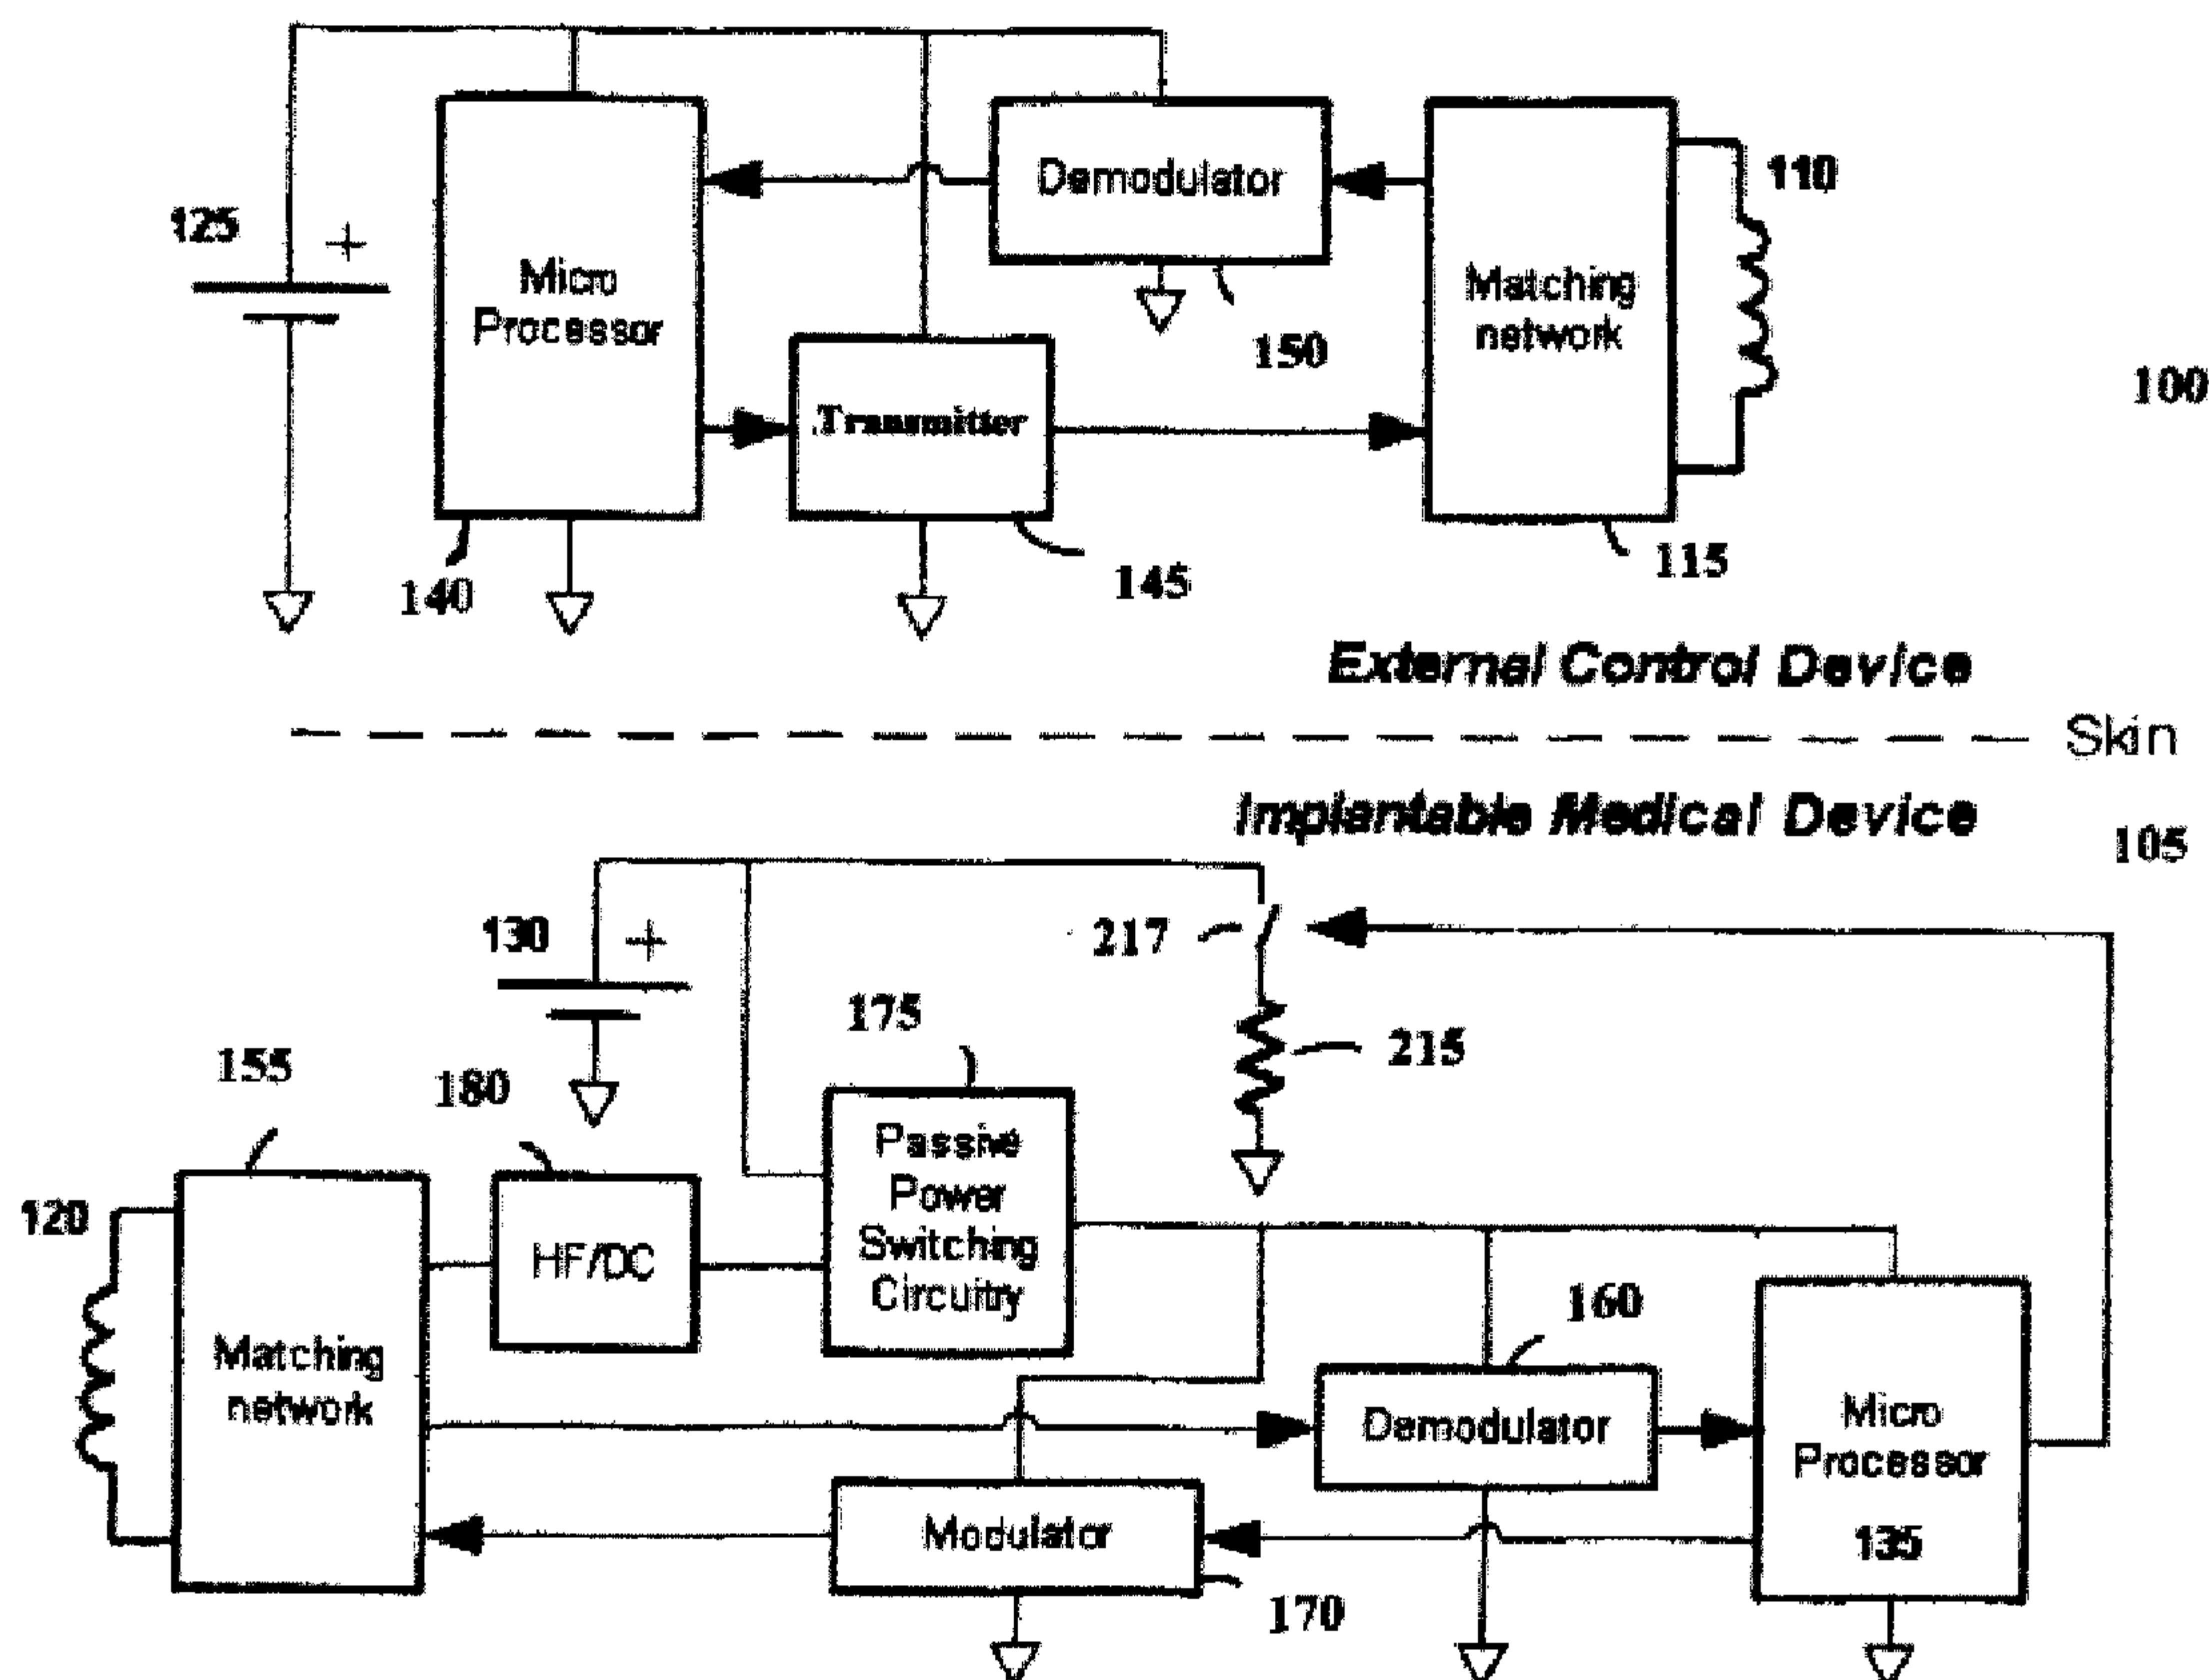 110
Demodulator
125
+
Micro
Processor
Matching
network
150
100
Transmitter
115
145
140
External Control Device
Skin
Implantable Medical Device
105
130
+
217
175
215
155
180
Passive
Power
Switching
Circuitry
120
HF/DC
160
Matching
network
Demodulator
Micro
Processor
135
Modulator
170